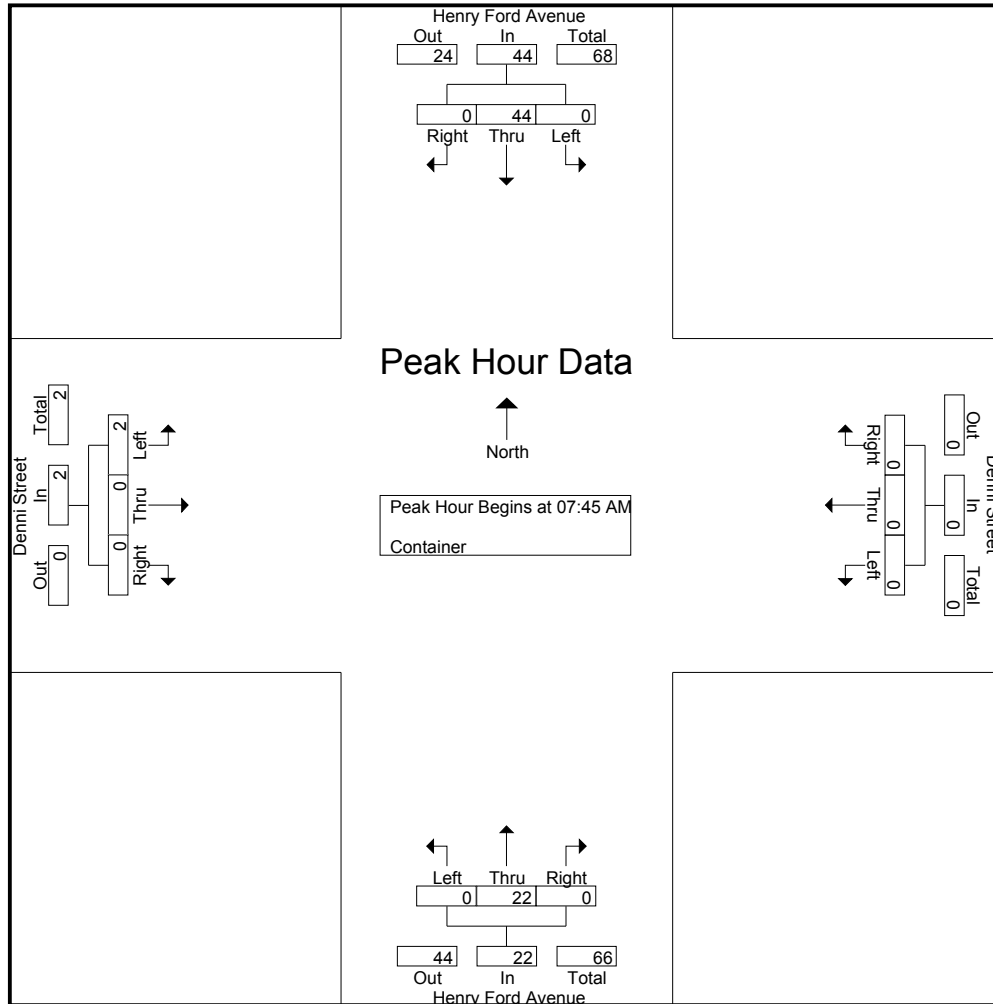 Henry Ford Avenue
Out In Total
24 44 68
0 44 0
Right Thru Left
Peak Hour Data
North
Peak Hour Begins at 07:45 AM
Container
Denni Street
Total In Out
2 2 0
2 0 0
Left Thru Right
Right Thru Left
0 0 0
Out In Total
0 0 0
Denni Street
Left Thru Right
0 22 0
44 22 66
Out In Total
Henry Ford Avenue